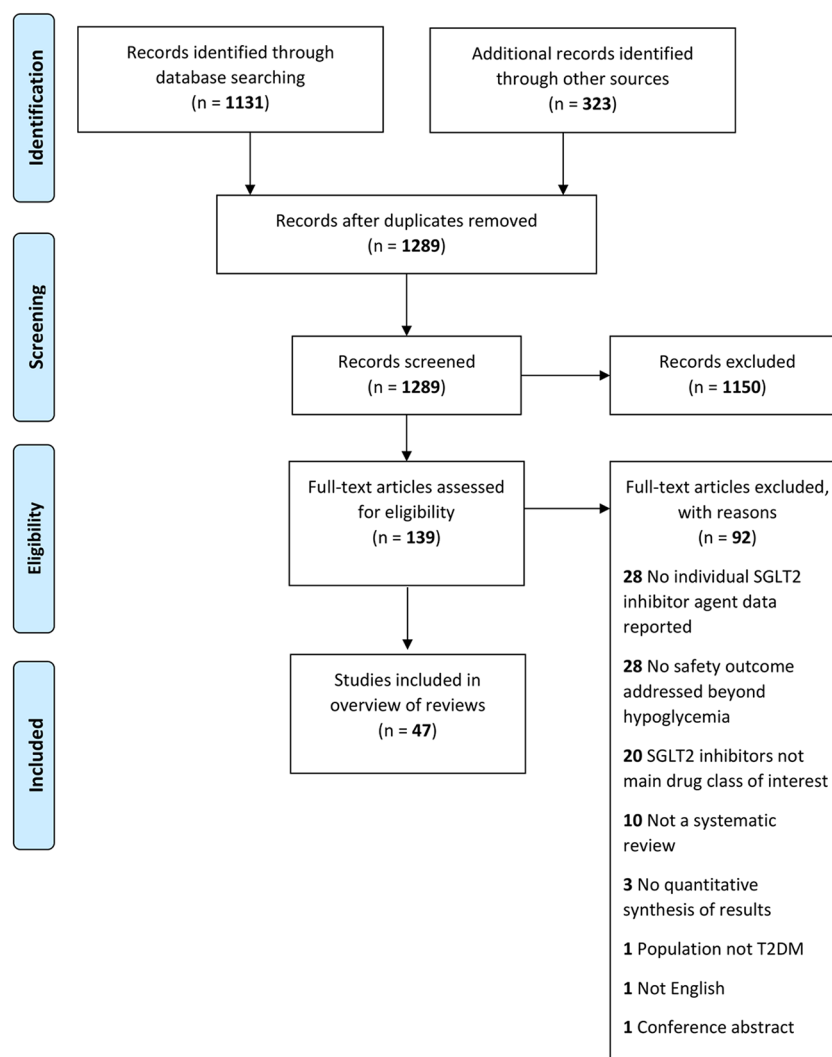 Identification
Records identified through
database searching
(n = 1131)
Additional records identified
through other sources
(n = 323)
Records after duplicates removed
(n = 1289)
Screening
Records screened
(n = 1289)
Records excluded
(n = 1150)
Eligibility
Full-text articles assessed
for eligibility
(n = 139)
Full-text articles excluded,
with reasons
(n = 92)
28 No individual SGLT2
inhibitor agent data
reported
28 No safety outcome
addressed beyond
hypoglycemia
20 SGLT2 inhibitors not
main drug class of interest
10 Not a systematic
review
3 No quantitative
synthesis of results
1 Population not T2DM
1 Not English
1 Conference abstract
Included
Studies included in
overview of reviews
(n = 47)